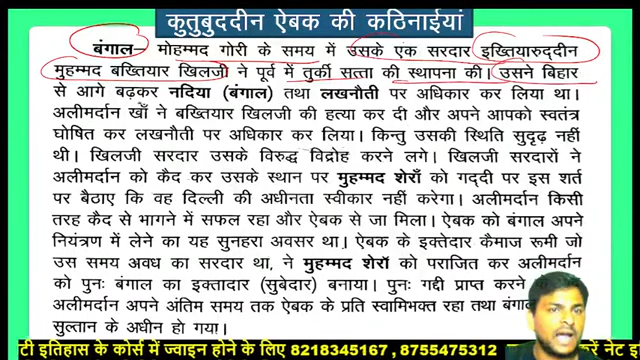 कुतुबुददीन ऐबक की कठिनाईयां
बंगाल– मोहम्मद गोरी के समय में उसके एक सरदार इख्तियारुददीन
मुहम्मद बख्तियार खिलजी ने पूर्व में तुर्की सत्ता की स्थापना की। उसने बिहार
से आगे बढ़कर नदिया (बंगाल) तथा लखनौती पर अधिकार कर लिया था।
अलीमर्दान खाँ ने बख्तियार खिलजी की हत्या कर दी और अपने आपको स्वतंत्र
घोषित कर लखनौती पर अधिकार कर लिया। किन्तु उसकी स्थिति सुदृढ़ नहीं
थी। खिलजी सरदार उसके विरुद्ध विद्रोह करने लगे। खिलजी सरदारों ने
अलीमर्दान को कैद कर उसके स्थान पर मुहम्मद शेराँ को गद्दी पर इस शर्त
पर बैठाए कि वह दिल्ली की अधीनता स्वीकार नहीं करेगा। अलीमर्दान किसी
तरह कैद से भागने में सफल रहा और ऐबक से जा मिला। ऐबक को बंगाल अपने
नियंत्रण में लेने का यह सुनहरा अवसर था। ऐबक के इक्तेदार कैमाज रूमी जो
उस समय अवध का सरदार था, ने मुहम्मद शेराँ को पराजित कर अलीमर्दान
को पुनः बंगाल का इक्तादार (सुबेदार) बनाया। पुनः गद्दी प्राप्त करने
अलीमर्दान अपने अंतिम समय तक ऐबक के प्रति स्वामिभक्त रहा तथा बंगाल
सुल्तान के अधीन हो गया।
टी इतिहास के कोर्स में ज्वाइन होने के लिए 8218345167, 8755475312 करें नेट इ